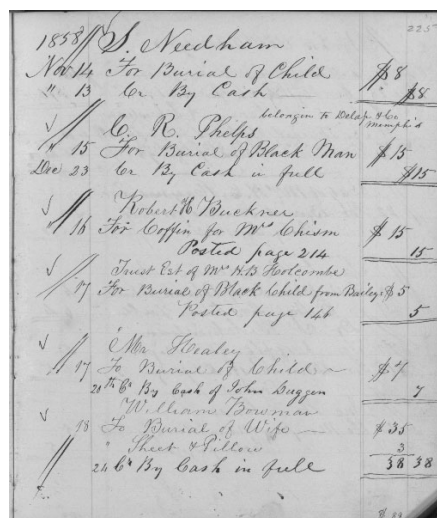 225
1858 S. Needham
Nov 14 For Burial of Child $8
" 13 Cr By Cash — $8
belongin to Delap & Co Memphis
C. R. Phelps
" 15 For Burial of Black Man $15
Dec 23 Cr By Cash in full $15
Robert H Buckner
" 16 For Coffin for Mrs Chism $15
Posted page 214 15
Trust Est of Mrs H.B Holcombe
17 For Burial of Black Child from Baileys $5
Posted page 146 5
Mr Healey
" 17 To Burial of Child — $7
20th Cr By Cash of John Duggen 7
William Bowman
18 To Burial of Wife — $35
" Sheet & Pillow 3
24 Cr By Cash in full 38 38